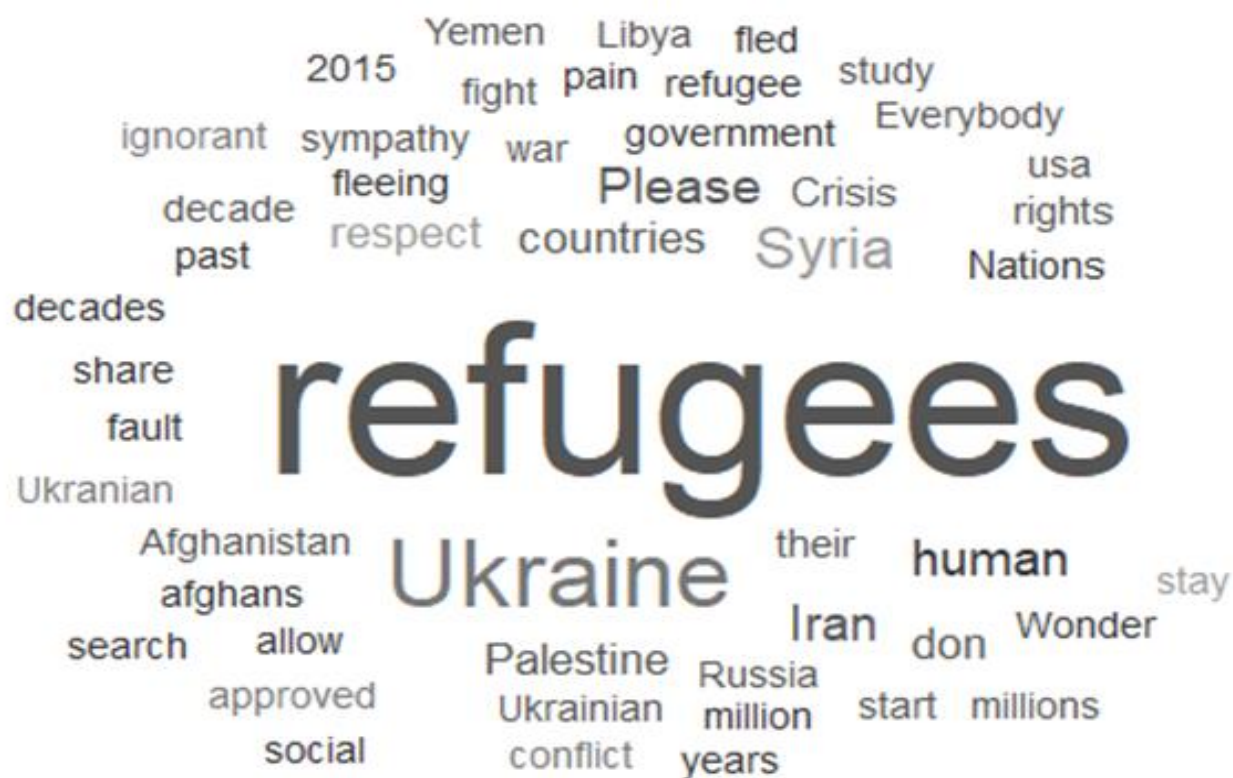 Yemen Libya fled
2015 fight pain refugee study
ignorant sympathy war government Everybody
fleeing Please Crisis usa
decade respect countries Syria rights
past Nations
decades
share refugees
fault
Ukranian
Afghanistan Ukraine their human
afghans stay
search allow Iran don Wonder
Palestine Russia
approved Ukrainian million start millions
social conflict years